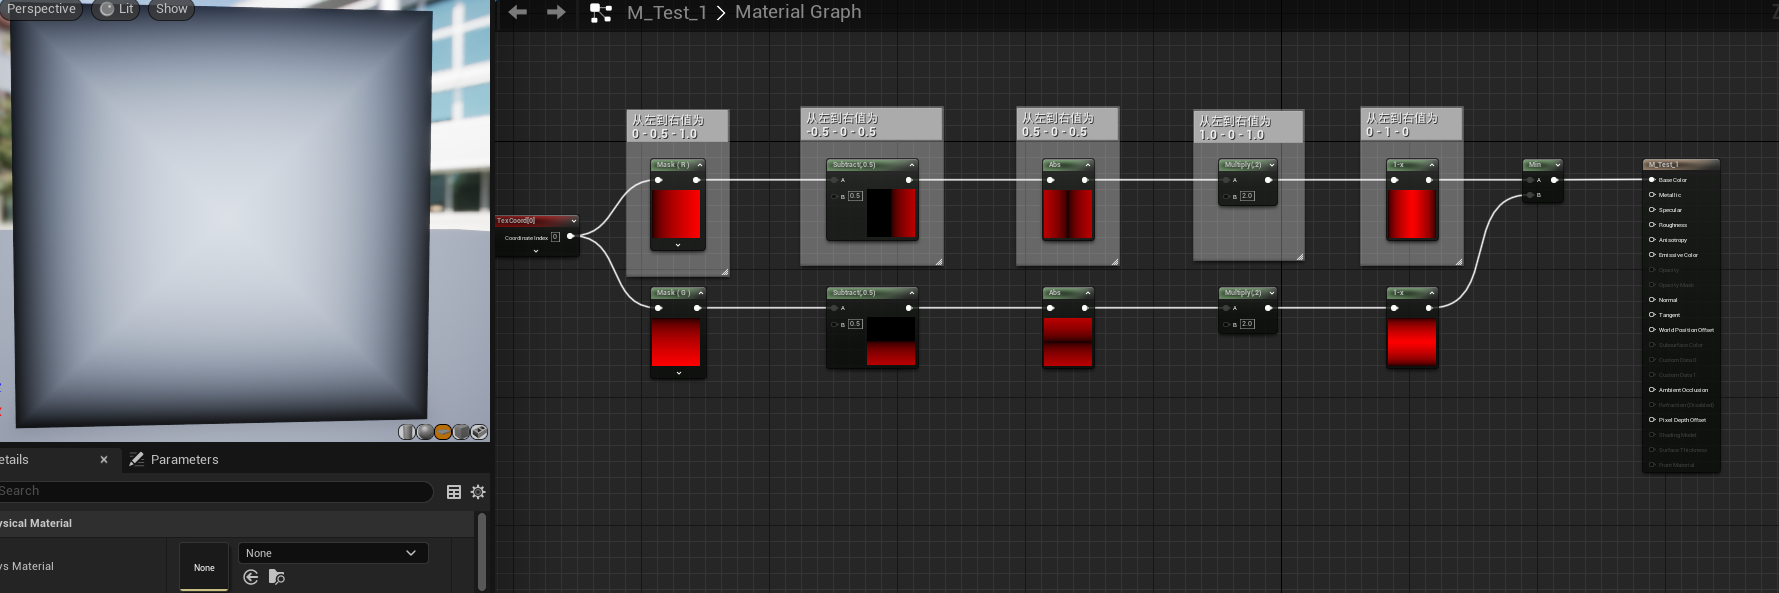 Perspective
Lit
Show
M_Test_1
Material Graph
从左到右值为
0 - 0.5 - 1.0
从左到右值为
-0.5 - 0 - 0.5
从左到右值为
0.5 - 0 - 0.5
从左到右值为
1.0 - 0 - 1.0
从左到右值为
0 - 1 - 0
Mask ( R )
Subtract(,0.5)
A
B 0.5
Abs
Multiply(,2)
A
B 2.0
1-x
Min
A
B
TexCoord[0]
Coordinate Index 0
Mask ( G )
Subtract(,0.5)
A
B 0.5
Abs
Multiply(,2)
A
B 2.0
1-x
M_Test_1
Base Color
Metallic
Specular
Roughness
Anisotropy
Emissive Color
Opacity
Opacity Mask
Normal
Tangent
World Position Offset
Subsurface Color
Custom Data 0
Custom Data 1
Ambient Occlusion
Refraction (Disabled)
Pixel Depth Offset
Shading Model
Surface Thickness
Front Material
etails
Parameters
Search
ysical Material
ys Material
None
None